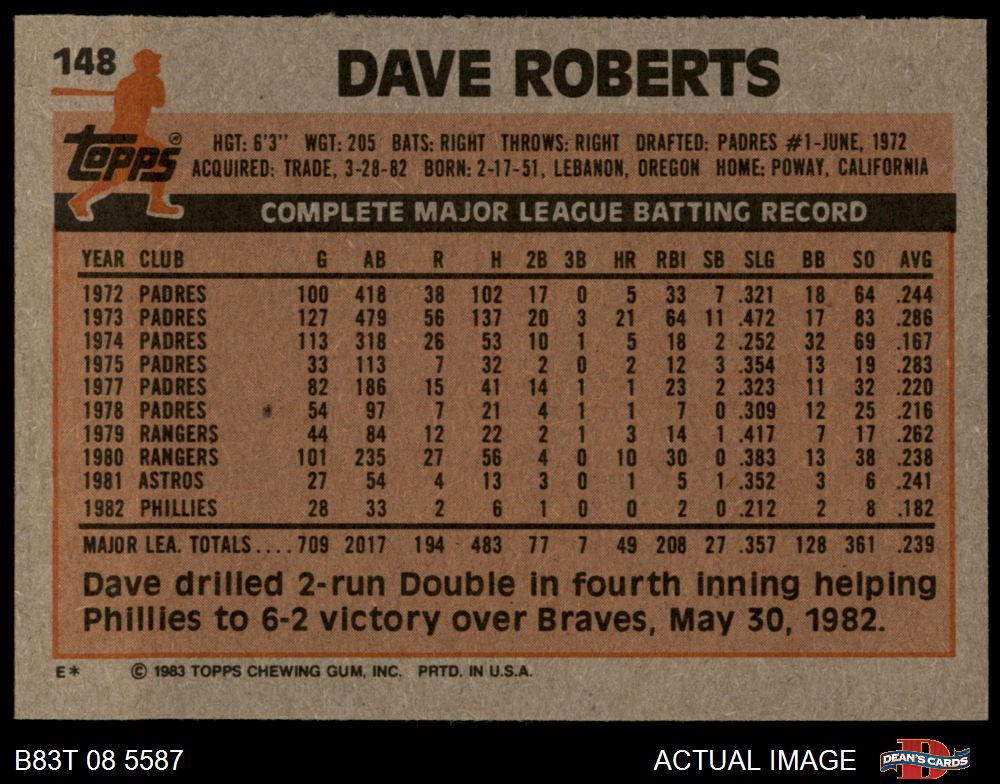 148
DAVE ROBERTS
topps®
HGT: 6'3" WGT: 205 BATS: RIGHT THROWS: RIGHT DRAFTED: PADRES #1-JUNE, 1972
ACQUIRED: TRADE, 3-28-82 BORN: 2-17-51, LEBANON, OREGON HOME: POWAY, CALIFORNIA
COMPLETE MAJOR LEAGUE BATTING RECORD
YEAR CLUB G AB R H 2B 3B HR RBI SB SLG BB SO AVG
1972 PADRES 100 418 38 102 17 0 5 33 7 .321 18 64 .244
1973 PADRES 127 479 56 137 20 3 21 64 11 .472 17 83 .286
1974 PADRES 113 318 26 53 10 1 5 18 2 .252 32 69 .167
1975 PADRES 33 113 7 32 2 0 2 12 3 .354 13 19 .283
1977 PADRES 82 186 15 41 14 1 1 23 2 .323 11 32 .220
1978 PADRES 54 97 7 21 4 1 1 7 0 .309 12 25 .216
1979 RANGERS 44 84 12 22 2 1 3 14 1 .417 7 17 .262
1980 RANGERS 101 235 27 56 4 0 10 30 0 .383 13 38 .238
1981 ASTROS 27 54 4 13 3 0 1 5 1 .352 3 6 .241
1982 PHILLIES 28 33 2 6 1 0 0 2 0 .212 2 8 .182
MAJOR LEA. TOTALS.... 709 2017 194 483 77 7 49 208 27 .357 128 361 .239
Dave drilled 2-run Double in fourth inning helping
Phillies to 6-2 victory over Braves, May 30, 1982.
E* © 1983 TOPPS CHEWING GUM, INC. PRTD. IN U.S.A.
B83T 08 5587 ACTUAL IMAGE DEAN'S CARDS